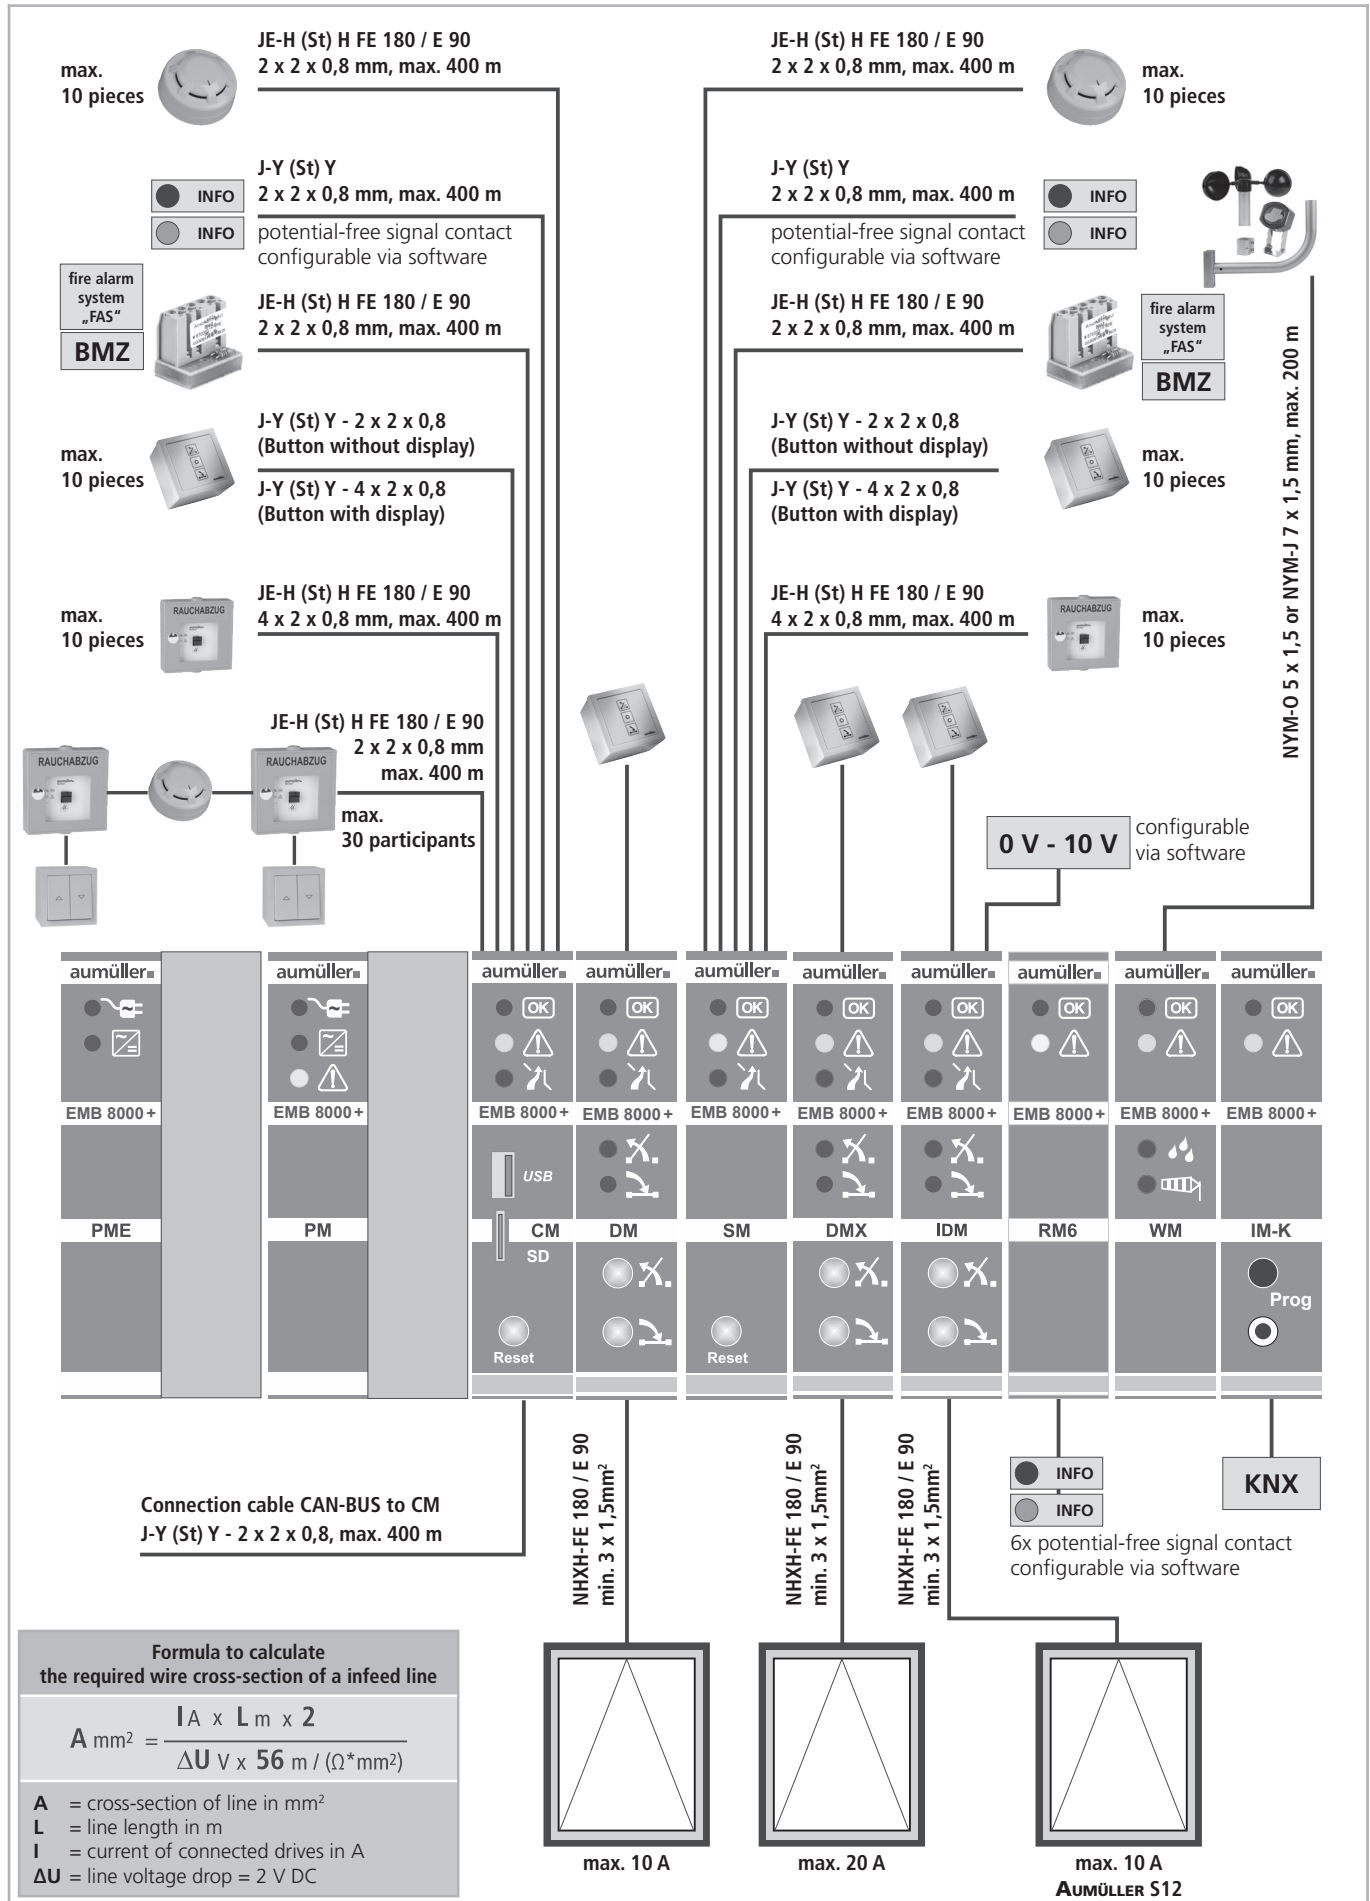 JE-H (St) H FE 180 / E 90
2 x 2 x 0,8 mm, max. 400 m
max.
10 pieces
JE-H (St) H FE 180 / E 90
2 x 2 x 0,8 mm, max. 400 m
max.
10 pieces
J-Y (St) Y
2 x 2 x 0,8 mm, max. 400 m
INFO
INFO
potential-free signal contact
configurable via software
J-Y (St) Y
2 x 2 x 0,8 mm, max. 400 m
potential-free signal contact
configurable via software
INFO
INFO
fire alarm
system
„FAS“
BMZ
JE-H (St) H FE 180 / E 90
2 x 2 x 0,8 mm, max. 400 m
JE-H (St) H FE 180 / E 90
2 x 2 x 0,8 mm, max. 400 m
fire alarm
system
„FAS“
BMZ
NYM-O 5 x 1,5 or NYM-J 7 x 1,5 mm, max. 200 m
max.
10 pieces
J-Y (St) Y - 2 x 2 x 0,8
(Button without display)
J-Y (St) Y - 4 x 2 x 0,8
(Button with display)
J-Y (St) Y - 2 x 2 x 0,8
(Button without display)
J-Y (St) Y - 4 x 2 x 0,8
(Button with display)
max.
10 pieces
max.
10 pieces
RAUCHABZUG
aumüller
JE-H (St) H FE 180 / E 90
4 x 2 x 0,8 mm, max. 400 m
JE-H (St) H FE 180 / E 90
4 x 2 x 0,8 mm, max. 400 m
RAUCHABZUG
aumüller
max.
10 pieces
JE-H (St) H FE 180 / E 90
2 x 2 x 0,8 mm
max. 400 m
RAUCHABZUG
aumüller
RAUCHABZUG
aumüller
max.
30 participants
0 V - 10 V
configurable
via software
aumüller
aumüller
aumüller
aumüller
aumüller
aumüller
aumüller
aumüller
aumüller
aumüller
OK
OK
OK
OK
OK
OK
OK
OK
EMB 8000+
EMB 8000+
EMB 8000+
EMB 8000+
EMB 8000+
EMB 8000+
EMB 8000+
EMB 8000+
EMB 8000+
EMB 8000+
USB
PME
PM
CM
DM
SM
DMX
IDM
RM6
WM
IM-K
SD
Prog
Reset
Reset
Connection cable CAN-BUS to CM
J-Y (St) Y - 2 x 2 x 0,8, max. 400 m
NHXH-FE 180 / E 90
min. 3 x 1,5mm²
NHXH-FE 180 / E 90
min. 3 x 1,5mm²
NHXH-FE 180 / E 90
min. 3 x 1,5mm²
INFO
INFO
6x potential-free signal contact
configurable via software
KNX
Formula to calculate
the required wire cross-section of a infeed line
A mm² = I A x L m x 2
ΔU V x 56 m / (Ω*mm²)
A = cross-section of line in mm²
L = line length in m
I = current of connected drives in A
ΔU = line voltage drop = 2 V DC
max. 10 A
max. 20 A
max. 10 A
AUMÜLLER S12